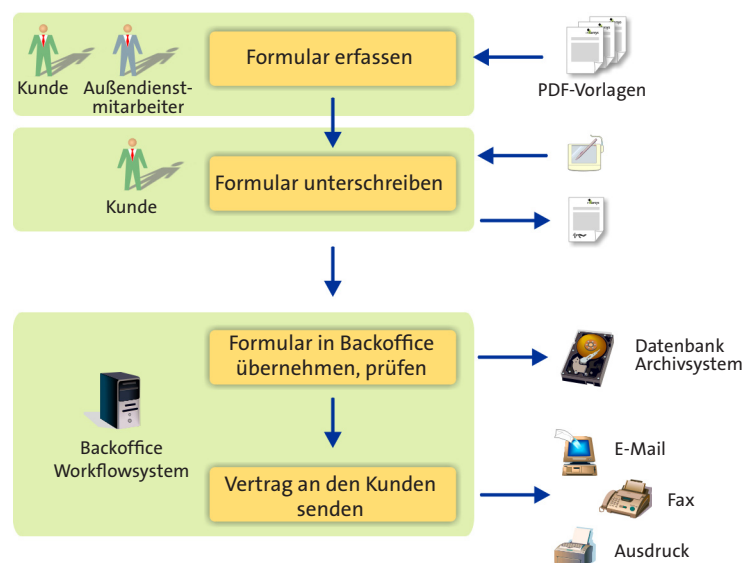 Formular erfassen
Kunde
Außendienst-
mitarbeiter
PDF-Vorlagen
Formular unterschreiben
Kunde
Formular in Backoffice
übernehmen, prüfen
Datenbank
Archivsystem
Backoffice
Workflowsystem
E-Mail
Vertrag an den Kunden
senden
Fax
Ausdruck